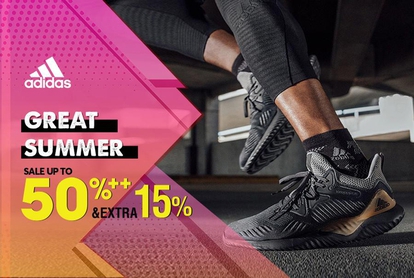 adidas
GREAT
SUMMER
SALE UP TO
50%++
&EXTRA 15%